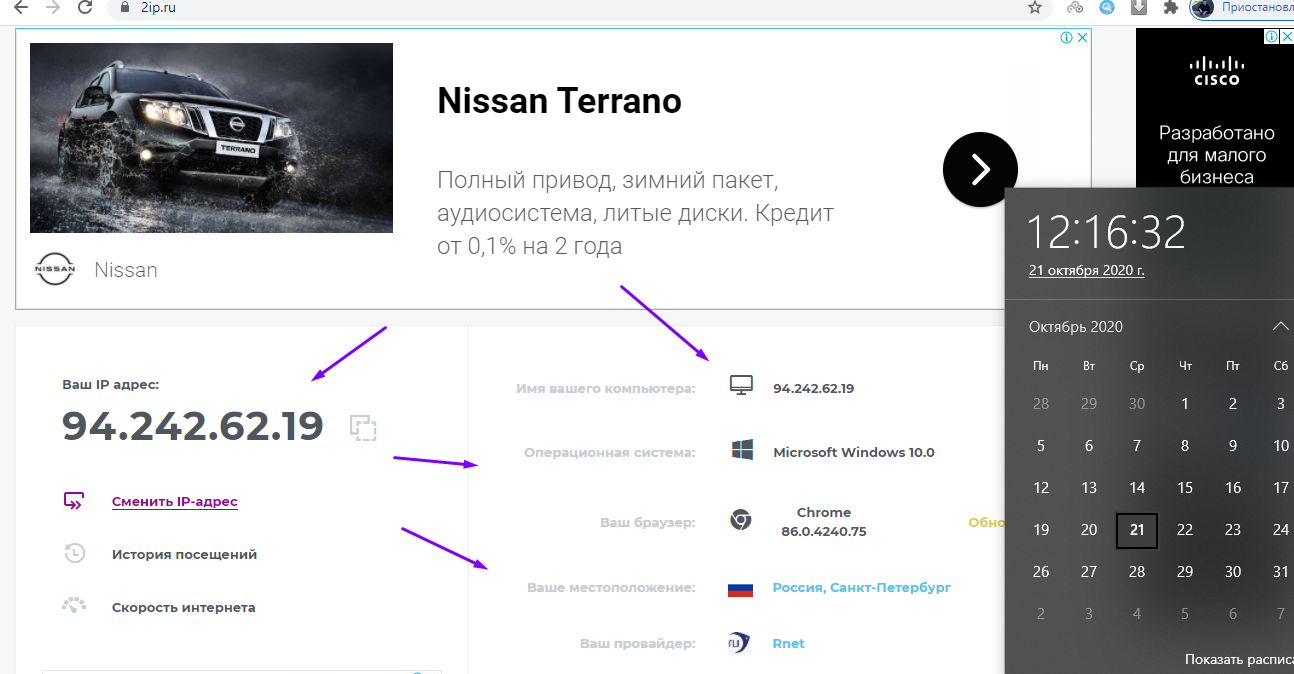 2ip.ru
Приостановл
Nissan Terrano
Полный привод, зимний пакет,
аудиосистема, литые диски. Кредит
от 0,1% на 2 года
TERRANO
NISSAN
Nissan
CISCO
Разработано
для малого
бизнеса
Ваш IP адрес:
94.242.62.19
Сменить IP-адрес
История посещений
Скорость интернета
Имя вашего компьютера: 94.242.62.19
Операционная система: Microsoft Windows 10.0
Ваш браузер: Chrome
86.0.4240.75
Обно
Ваше местоположение: Россия, Санкт-Петербург
Ваш провайдер: ru Rnet
12:16:32
21 октября 2020 г.
Октябрь 2020
Пн Вт Ср Чт Пт Сб
28 29 30 1 2 3
5 6 7 8 9 10
12 13 14 15 16 17
19 20 21 22 23 24
26 27 28 29 30 31
2 3 4 5 6 7
Показать расписа